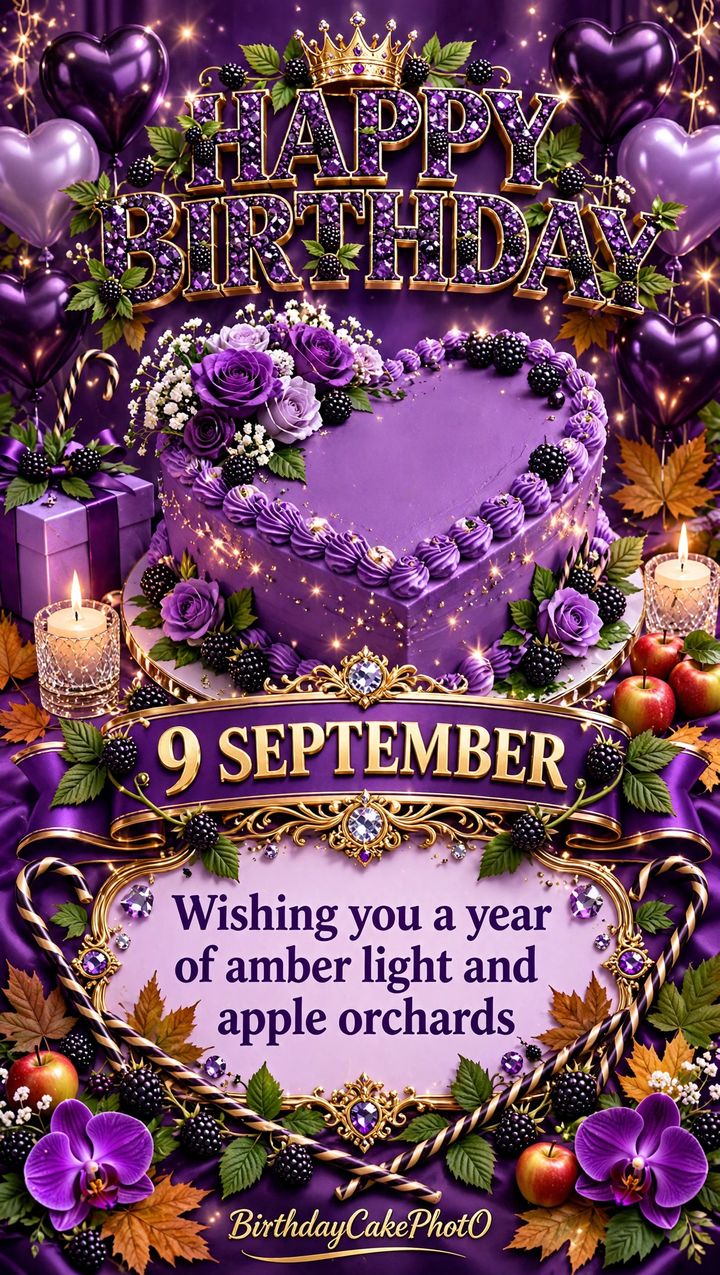 HAPPY
BIRTHDAY
9 SEPTEMBER
Wishing you a year
of amber light and
apple orchards
BirthdayCakePhotO